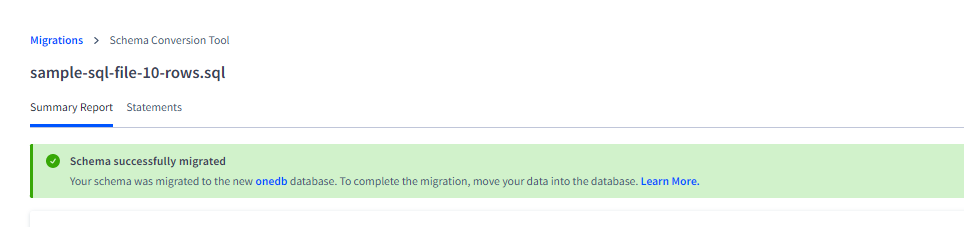 Migrations > Schema Conversion Tool
sample-sql-file-10-rows.sql
Summary Report Statements
Schema successfully migrated
Your schema was migrated to the new onedb database. To complete the migration, move your data into the database. Learn More.